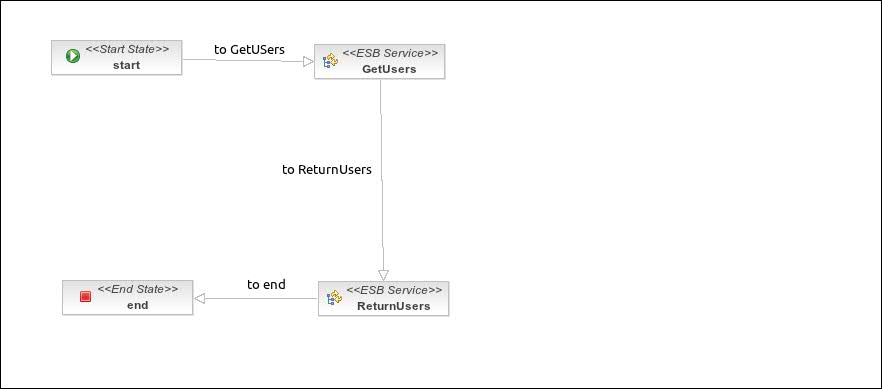 <<Start State>>
start
to GetUSers
<<ESB Service>>
GetUsers
to ReturnUsers
<<End State>>
end
to end
<<ESB Service>>
ReturnUsers